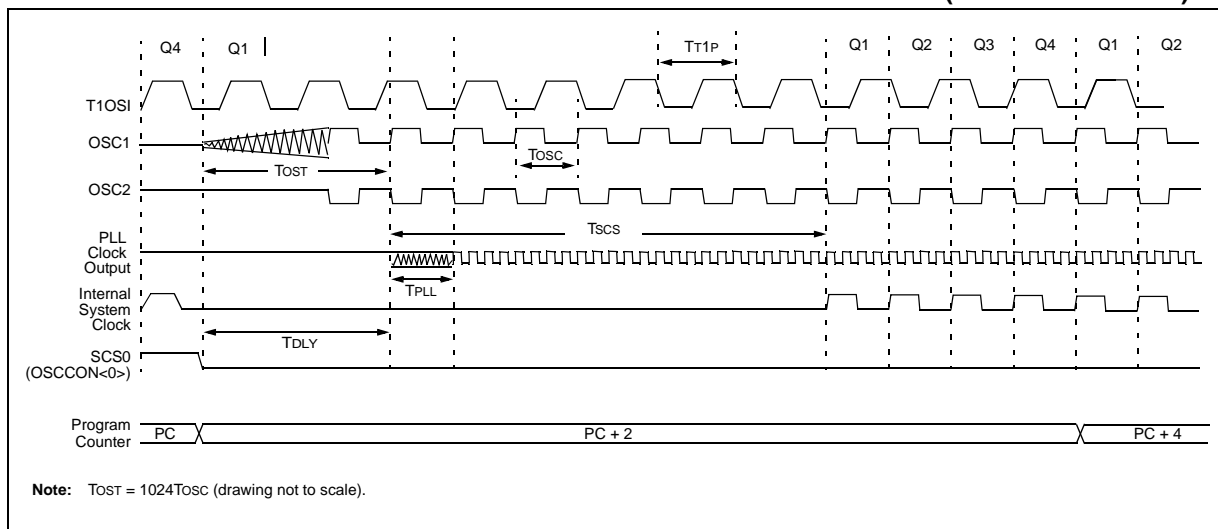 Q4 Q1 TT1P Q1 Q2 Q3 Q4 Q1 Q2
T1OSI
OSC1
TOST
TOSC
OSC2
TSCS
PLL
Clock
Output
TPLL
Internal
System
Clock
TDLY
SCS0
(OSCCON<0>)
Program
Counter
PC PC + 2 PC + 4
Note: TOST = 1024TOSC (drawing not to scale).